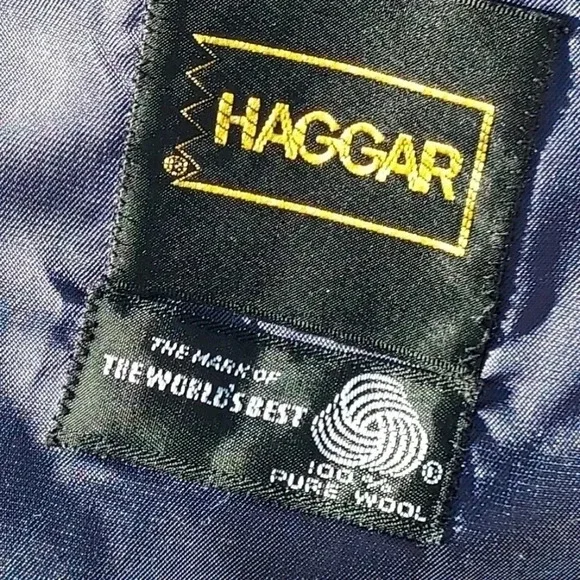 HAGGAR
®
THE MARK OF
THE WORLD'S BEST
®
100%
PURE WOOL